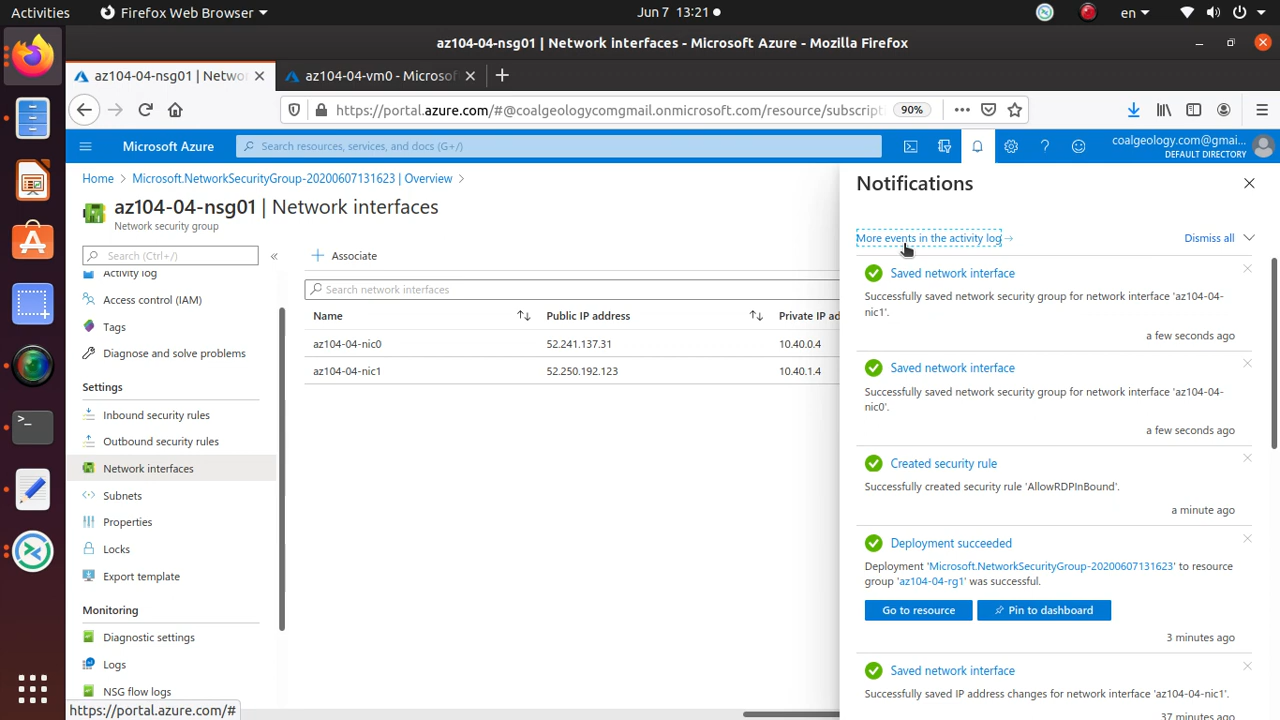 Activities
Firefox Web Browser
Jun 7 13:21
en
az104-04-nsg01 | Network interfaces - Microsoft Azure - Mozilla Firefox
az104-04-nsg01 | Netwo
az104-04-vm0 - Microsof
https://portal.azure.com/#@coalgeologycomgmail.onmicrosoft.com/resource/subscript
90%
Microsoft Azure
Search resources, services, and docs (G+/)
coalgeology.com@gmai...
DEFAULT DIRECTORY
Home > Microsoft.NetworkSecurityGroup-20200607131623 | Overview >
az104-04-nsg01 | Network interfaces
Network security group
Search (Ctrl+/)
«
Activity log
Access control (IAM)
Tags
Diagnose and solve problems
Settings
Inbound security rules
Outbound security rules
Network interfaces
Subnets
Properties
Locks
Export template
Monitoring
Diagnostic settings
Logs
NSG flow logs
https://portal.azure.com/#
Associate
Search network interfaces
Name
Public IP address
Private IP ad
az104-04-nic0
52.241.137.31
10.40.0.4
az104-04-nic1
52.250.192.123
10.40.1.4
Notifications
More events in the activity log →
Dismiss all
Saved network interface
Successfully saved network security group for network interface 'az104-04-
nic1'.
a few seconds ago
Saved network interface
Successfully saved network security group for network interface 'az104-04-
nic0'.
a few seconds ago
Created security rule
Successfully created security rule 'AllowRDPInBound'.
a minute ago
Deployment succeeded
Deployment 'Microsoft.NetworkSecurityGroup-20200607131623' to resource
group 'az104-04-rg1' was successful.
Go to resource
Pin to dashboard
3 minutes ago
Saved network interface
Successfully saved IP address changes for network interface 'az104-04-nic1'.
37 minutes ago